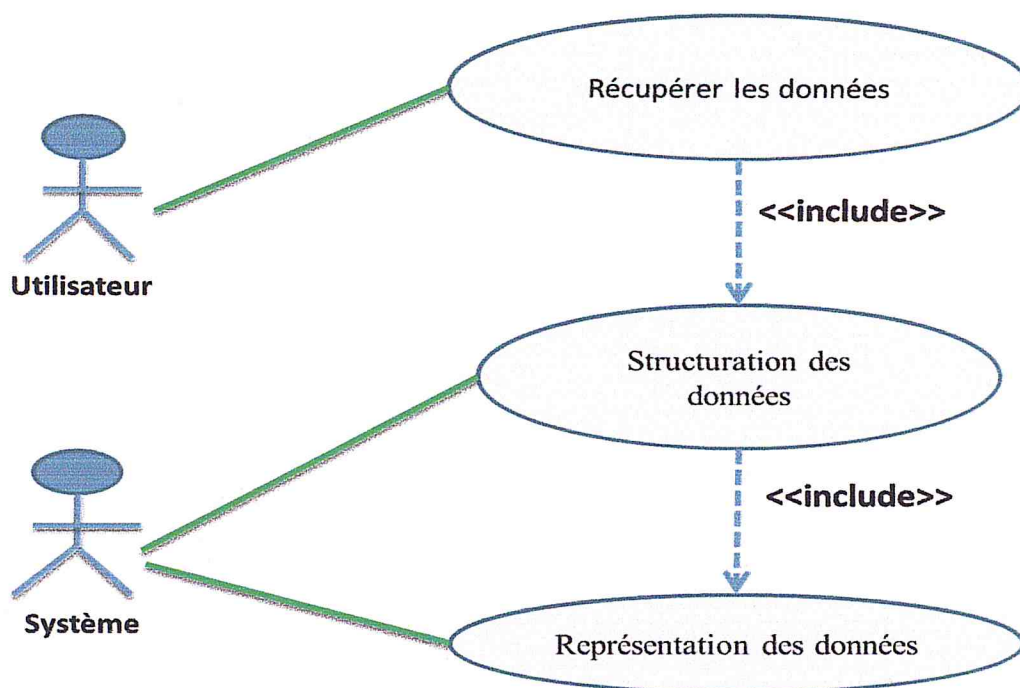 Récupérer les données
<<include>>
Utilisateur
Structuration des
données
<<include>>
Système
Représentation des données